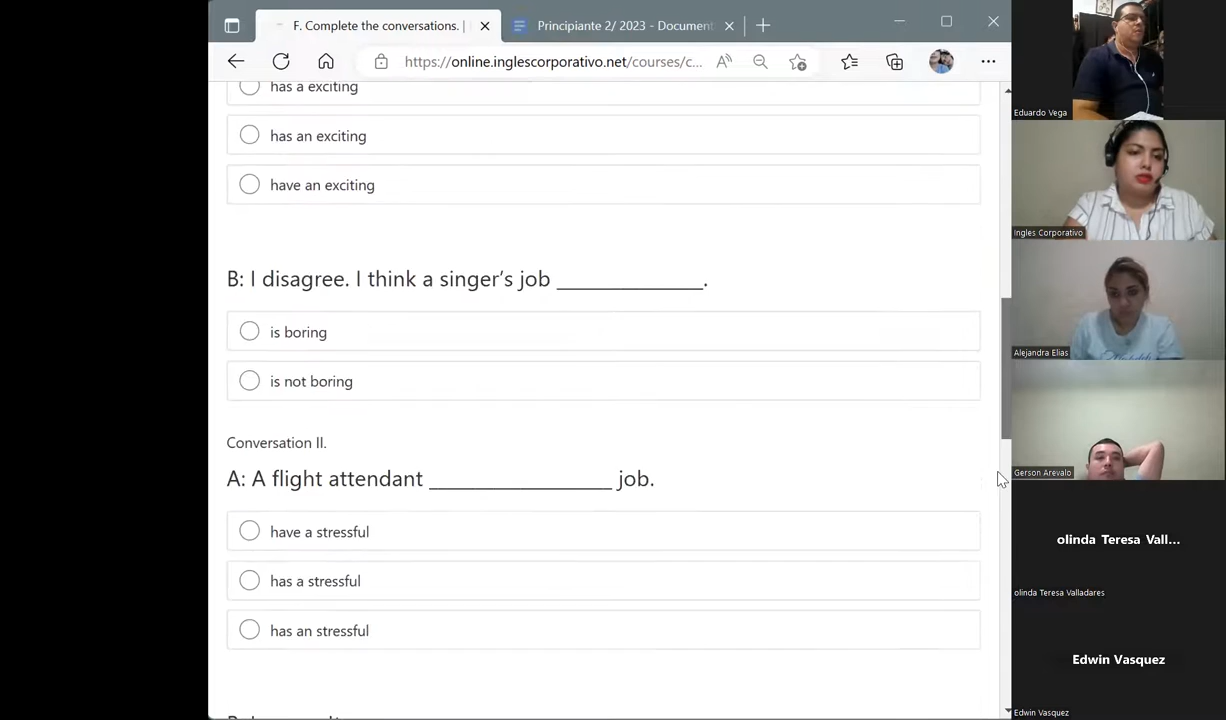 F. Complete the conversations. |
Principiante 2/ 2023 - Document
https://online.inglescorporativo.net/courses/c...
has a exciting
has an exciting
have an exciting
B: I disagree. I think a singer’s job ______________.
is boring
is not boring
Conversation II.
A: A flight attendant __________________ job.
have a stressful
has a stressful
has an stressful
Eduardo Vega
Ingles Corporativo
Alejandra Elias
Gerson Arevalo
olinda Teresa Vall...
olinda Teresa Valladares
Edwin Vasquez
Edwin Vasquez